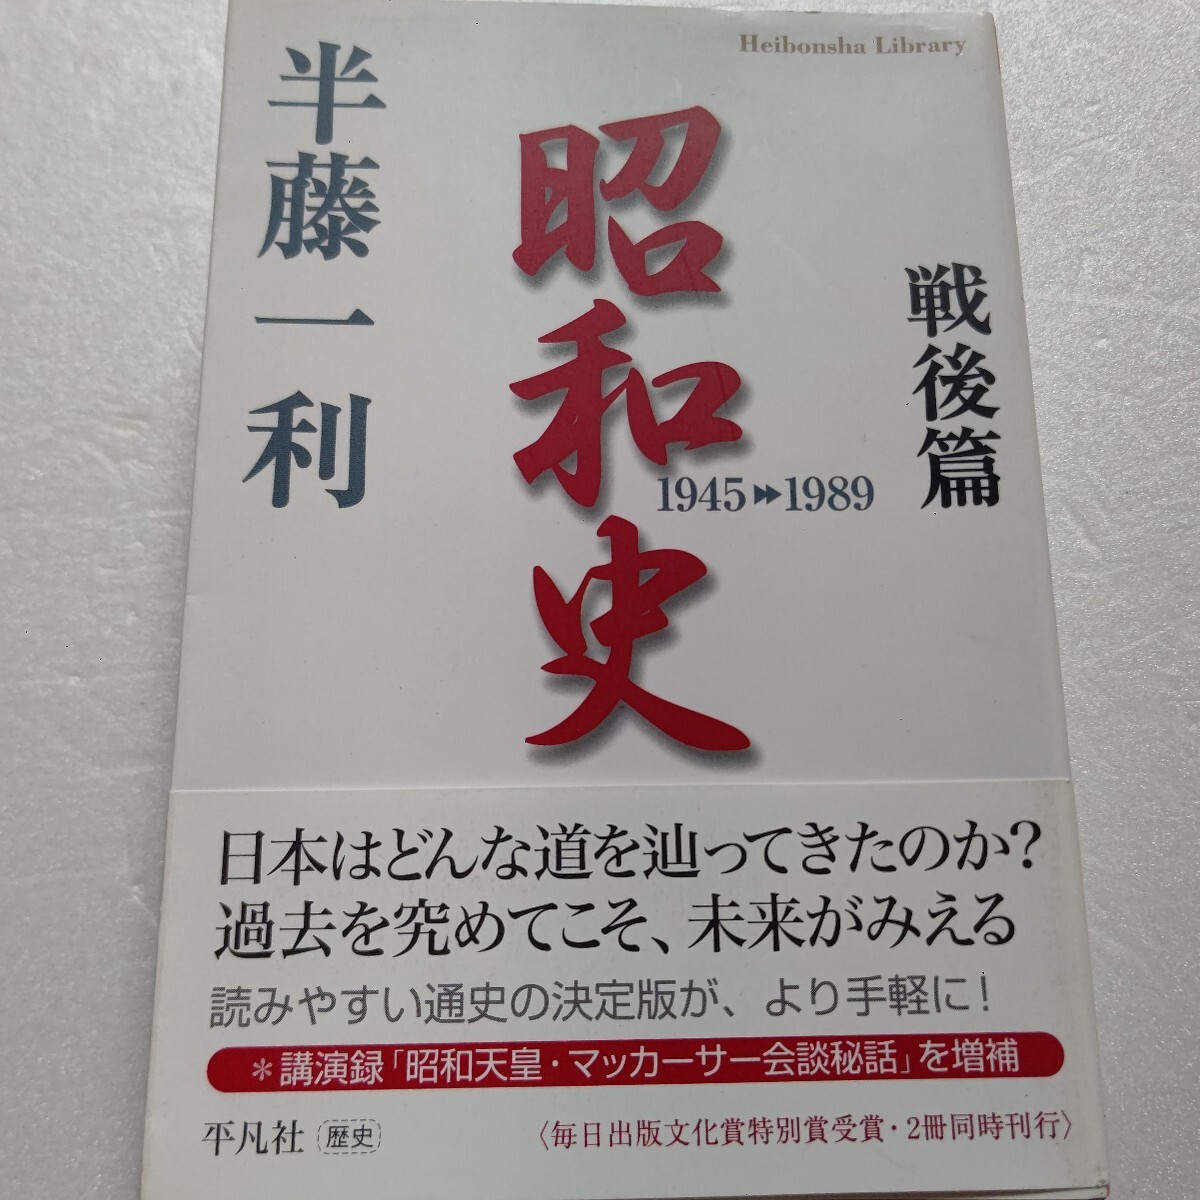 Heibonsha Library
戦後篇
昭和史
1945▶▶1989
半藤一利
日本はどんな道を辿ってきたのか?
過去を究めてこそ、未来がみえる
読みやすい通史の決定版が、より手軽に!
＊講演録「昭和天皇・マッカーサー会談秘話」を増補
平凡社 歴史
〈毎日出版文化賞特別賞受賞・2冊同時刊行〉